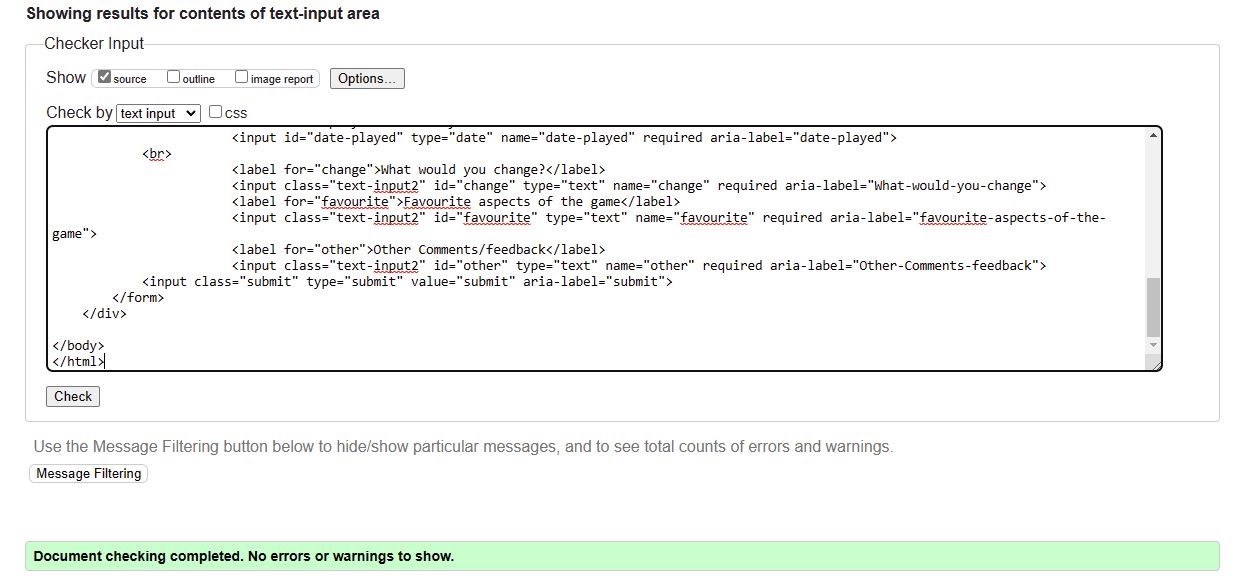 Showing results for contents of text-input area
Checker Input
Show source outline image report Options...
Check by text input css
<input id="date-played" type="date" name="date-played" required aria-label="date-played">
<br>
<label for="change">What would you change?</label>
<input class="text-input2" id="change" type="text" name="change" required aria-label="What-would-you-change">
<label for="favourite">Favourite aspects of the game</label>
<input class="text-input2" id="favourite" type="text" name="favourite" required aria-label="favourite-aspects-of-the-
game">
<label for="other">Other Comments/feedback</label>
<input class="text-input2" id="other" type="text" name="other" required aria-label="Other-Comments-feedback">
<input class="submit" type="submit" value="submit" aria-label="submit">
</form>
</div>
</body>
</html>
Check
Use the Message Filtering button below to hide/show particular messages, and to see total counts of errors and warnings.
Message Filtering
Document checking completed. No errors or warnings to show.